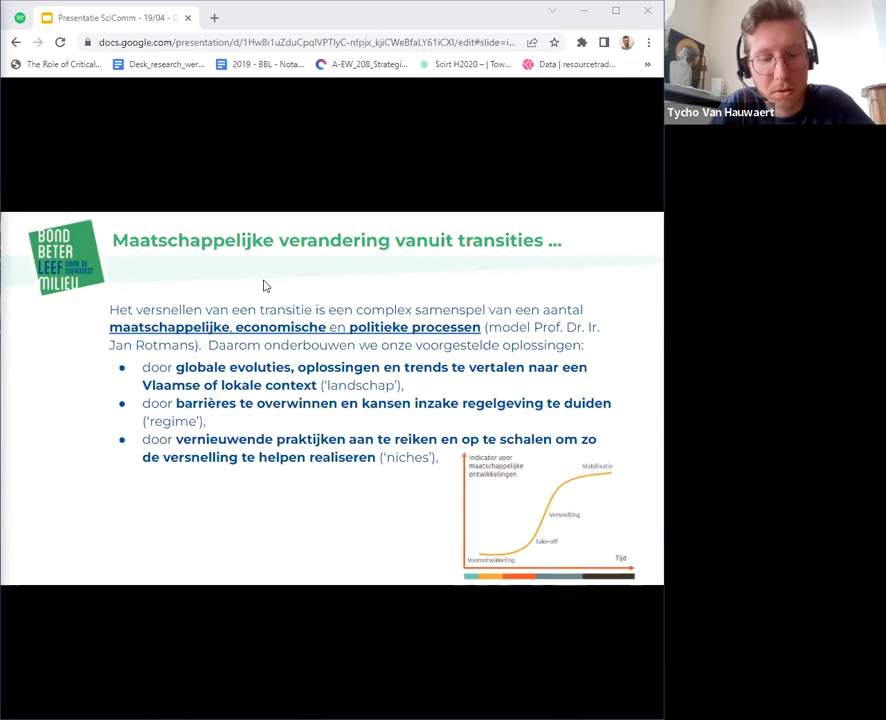 Presentatie SciComm - 19/04 - G
docs.google.com/presentation/d/1Hw8i1uZduCpqIVPTlyC-nfpjx_kjiCWeBfaLY61iCXI/edit#slide=i...
The Role of Critical...
Desk_research_wer...
2019 - BBL - Nota...
A-EW_208_Strategi...
Scirt H2020 – | Tow...
Data | resourcetrad...
»
Tycho Van Hauwaert
BOND
BETER
LEEF VOOR DE TOEKOMST
MILIEU
Maatschappelijke verandering vanuit transities ...
Het versnellen van een transitie is een complex samenspel van een aantal
maatschappelijke, economische en politieke processen (model Prof. Dr. Ir.
Jan Rotmans). Daarom onderbouwen we onze voorgestelde oplossingen:
● door globale evoluties, oplossingen en trends te vertalen naar een
Vlaamse of lokale context (‘landschap’),
● door barrières te overwinnen en kansen inzake regelgeving te duiden
(‘regime’),
● door vernieuwende praktijken aan te reiken en op te schalen om zo
de versnelling te helpen realiseren (‘niches’),
Indicator voor
maatschappelijke
ontwikkelingen
Stabilisatie
Versnelling
Take-off
Voorontwikkeling
Tijd